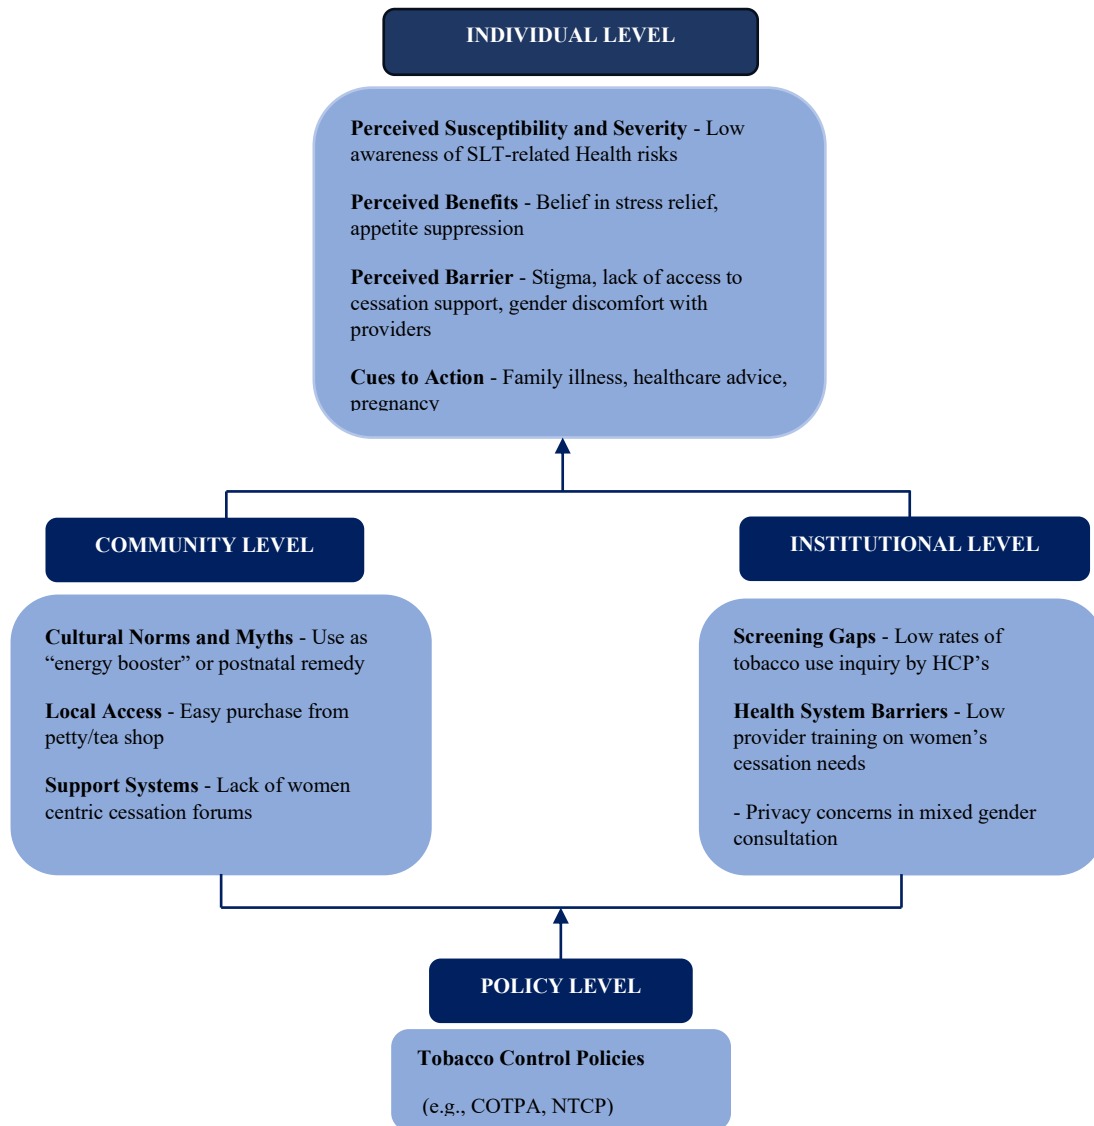 INDIVIDUAL LEVEL
Perceived Susceptibility and Severity - Low
awareness of SLT-related Health risks
Perceived Benefits - Belief in stress relief,
appetite suppression
Perceived Barrier - Stigma, lack of access to
cessation support, gender discomfort with
providers
Cues to Action - Family illness, healthcare advice,
pregnancy
COMMUNITY LEVEL
Cultural Norms and Myths - Use as
“energy booster” or postnatal remedy
Local Access - Easy purchase from
petty/tea shop
Support Systems - Lack of women
centric cessation forums
INSTITUTIONAL LEVEL
Screening Gaps - Low rates of
tobacco use inquiry by HCP’s
Health System Barriers - Low
provider training on women’s
cessation needs
- Privacy concerns in mixed gender
consultation
POLICY LEVEL
Tobacco Control Policies
(e.g., COTPA, NTCP)